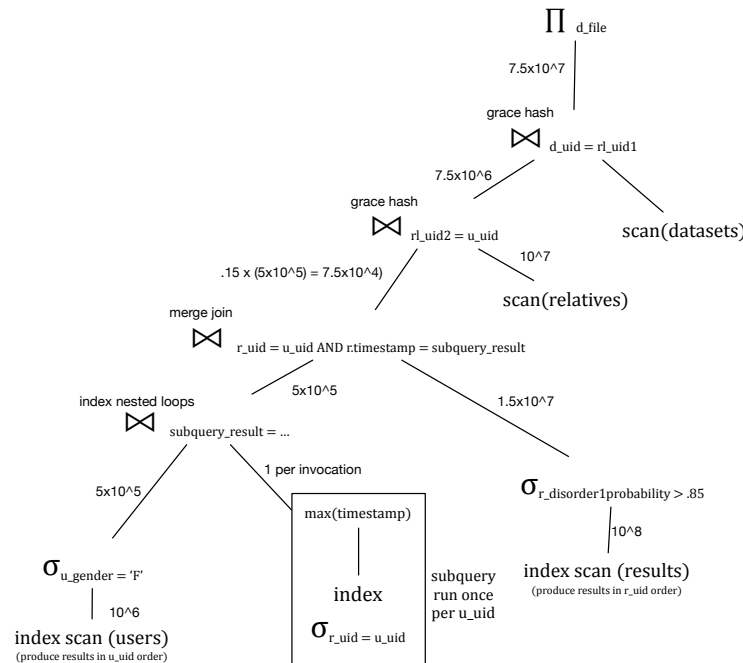 ∏ d_file
7.5x10^7
grace hash
⋈ d_uid = rl_uid1
7.5x10^6
scan(datasets)
grace hash
⋈ rl_uid2 = u_uid
.15 x (5x10^5) = 7.5x10^4)
10^7
scan(relatives)
merge join
⋈ r_uid = u_uid AND r.timestamp = subquery_result
5x10^5
1.5x10^7
index nested loops
⋈ subquery_result = ...
5x10^5
1 per invocation
σ r_disorder1probability > .85
10^8
index scan (results)
(produce results in r_uid order)
max(timestamp)
index
σ r_uid = u_uid
subquery
run once
per u_uid
σ u_gender = ‘F’
10^6
index scan (users)
(produce results in u_uid order)